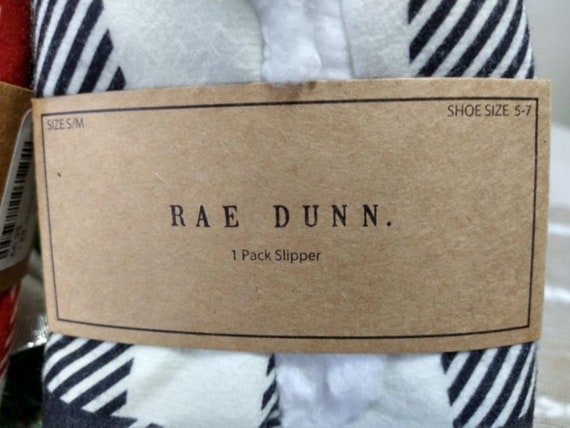 SIZE S/M
SHOE SIZE 5-7
RAE DUNN.
1 Pack Slipper